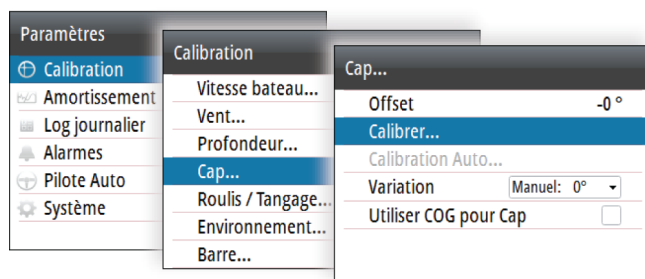 Paramètres
Calibration
Amortissement
Log journalier
Alarmes
Pilote Auto
Système
Calibration
Vitesse bateau...
Vent...
Profondeur...
Cap...
Roulis / Tangage...
Environnement...
Barre...
Cap...
Offset -0 °
Calibrer...
Calibration Auto...
Variation Manuel: 0°
Utiliser COG pour Cap